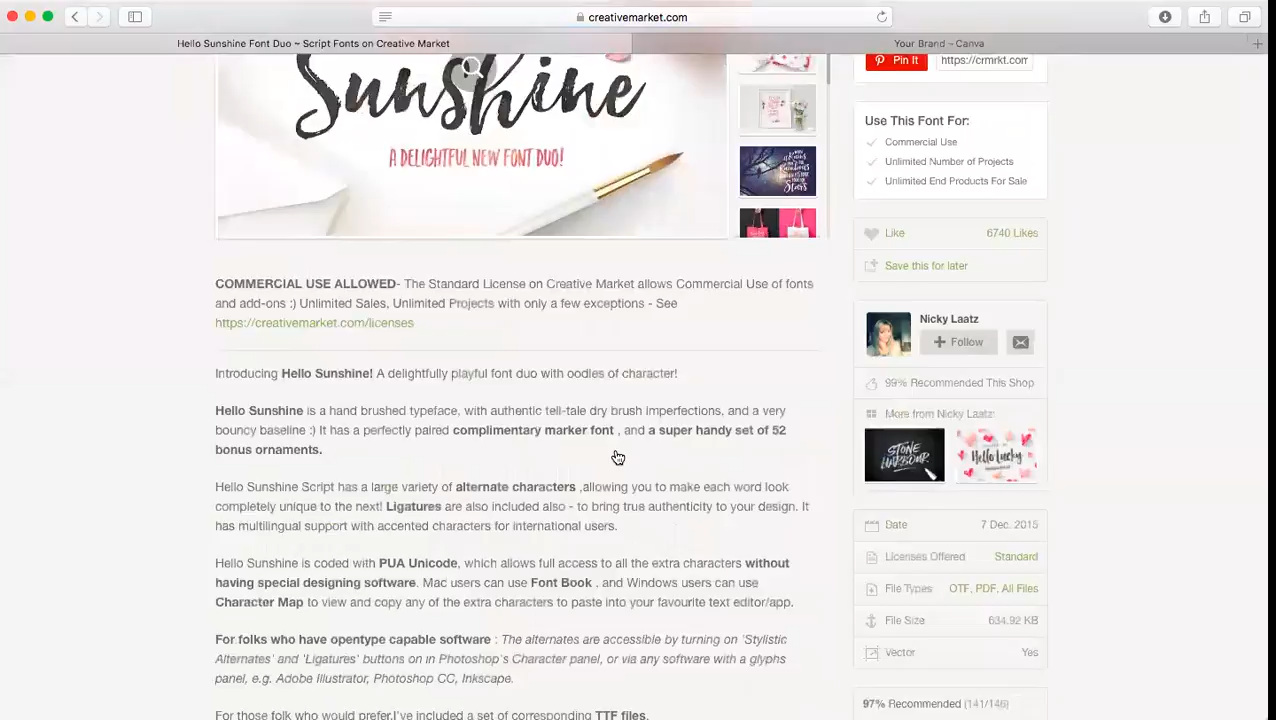 creativemarket.com
Hello Sunshine Font Duo ~ Script Fonts on Creative Market
Your Brand – Canva
Sunshine
A DELIGHTFUL NEW FONT DUO!
Pin It
https://crmrkt.com
Use This Font For:
Commercial Use
Unlimited Number of Projects
Unlimited End Products For Sale
Like 6740 Likes
Save this for later
COMMERCIAL USE ALLOWED- The Standard License on Creative Market allows Commercial Use of fonts
and add-ons :) Unlimited Sales, Unlimited Projects with only a few exceptions - See
https://creativemarket.com/licenses
Nicky Laatz
+ Follow
99% Recommended This Shop
More from Nicky Laatz:
STONE
HARBOUR
Hello Lucky
Introducing Hello Sunshine! A delightfully playful font duo with oodles of character!
Hello Sunshine is a hand brushed typeface, with authentic tell-tale dry brush imperfections, and a very
bouncy baseline :) It has a perfectly paired complimentary marker font , and a super handy set of 52
bonus ornaments.
Hello Sunshine Script has a large variety of alternate characters ,allowing you to make each word look
completely unique to the next! Ligatures are also included also - to bring true authenticity to your design. It
has multilingual support with accented characters for international users.
Hello Sunshine is coded with PUA Unicode, which allows full access to all the extra characters without
having special designing software. Mac users can use Font Book , and Windows users can use
Character Map to view and copy any of the extra characters to paste into your favourite text editor/app.
For folks who have opentype capable software : The alternates are accessible by turning on 'Stylistic
Alternates' and 'Ligatures' buttons on in Photoshop's Character panel, or via any software with a glyphs
panel, e.g. Adobe Illustrator, Photoshop CC, Inkscape.
For those folk who would prefer,I've included a set of corresponding TTF files.
Date 7 Dec. 2015
Licenses Offered Standard
File Types OTF, PDF, All Files
File Size 634.92 KB
Vector Yes
97% Recommended (141/146)